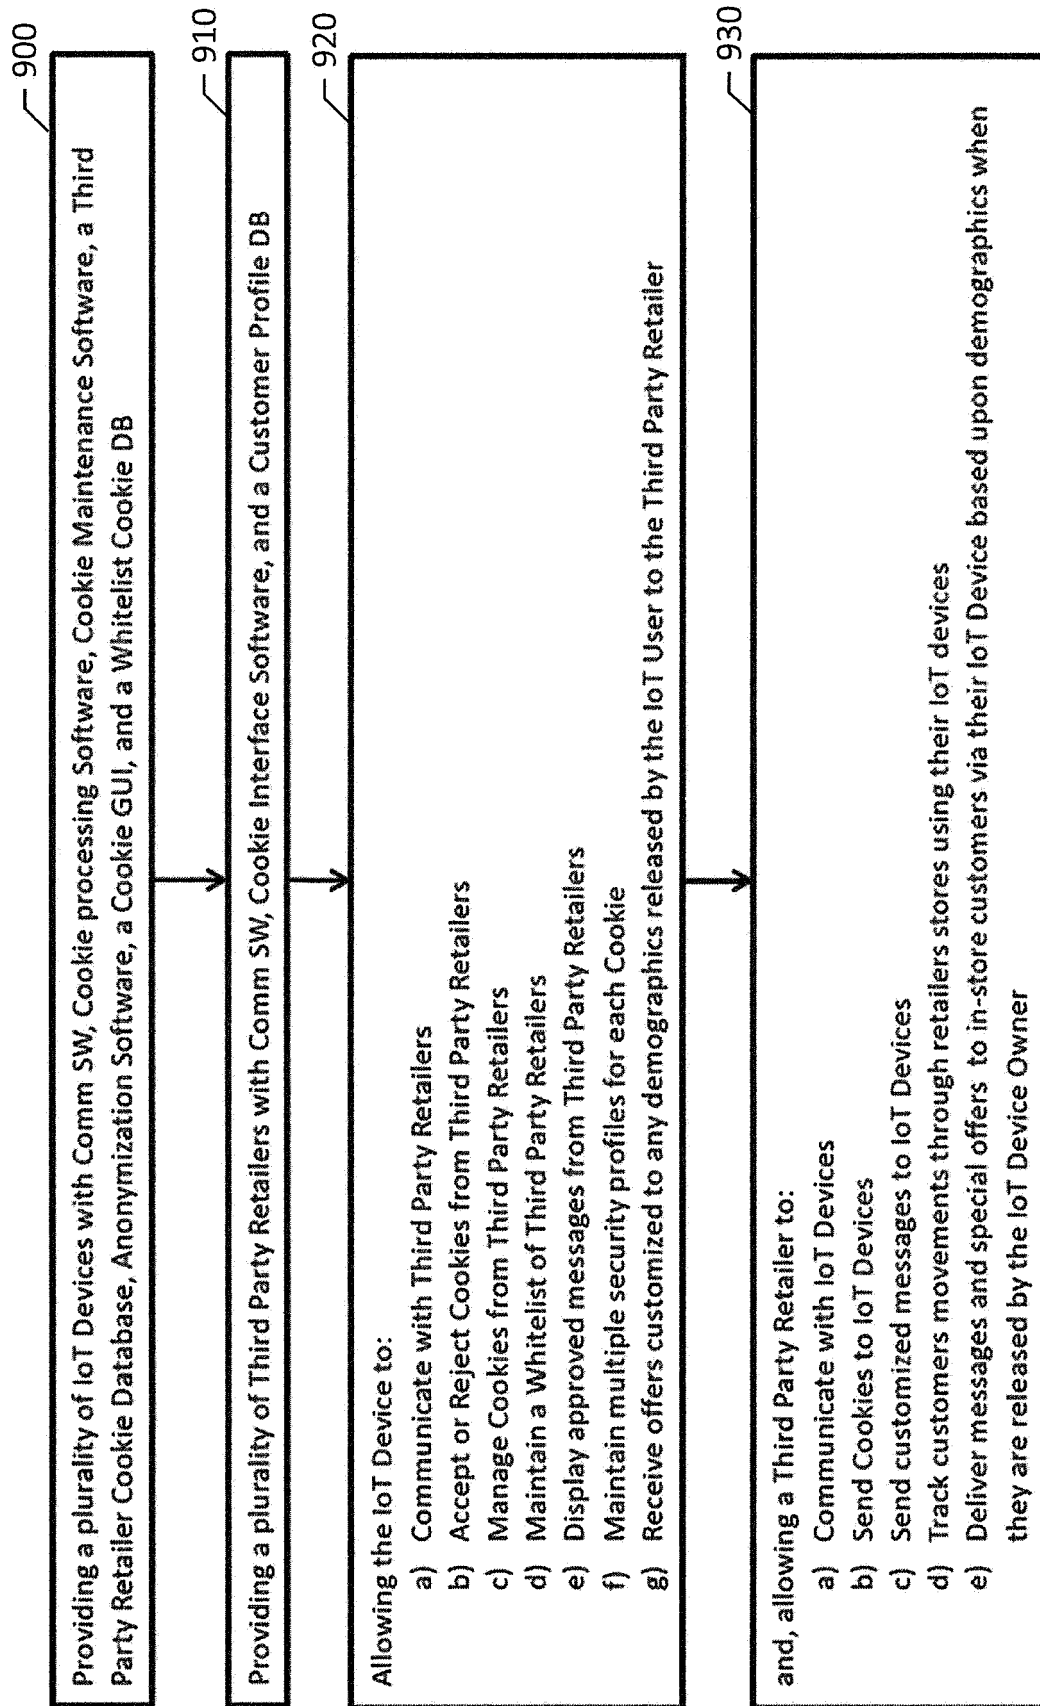 900
Providing a plurality of IoT Devices with Comm SW, Cookie processing Software, Cookie Maintenance Software, a Third
Party Retailer Cookie Database, Anonymization Software, a Cookie GUI, and a Whitelist Cookie DB
910
Providing a plurality of Third Party Retailers with Comm SW, Cookie Interface Software, and a Customer Profile DB
920
Allowing the IoT Device to:
a) Communicate with Third Party Retailers
b) Accept or Reject Cookies from Third Party Retailers
c) Manage Cookies from Third Party Retailers
d) Maintain a Whitelist of Third Party Retailers
e) Display approved messages from Third Party Retailers
f) Maintain multiple security profiles for each Cookie
g) Receive offers customized to any demographics released by the IoT User to the Third Party Retailer
930
and, allowing a Third Party Retailer to:
a) Communicate with IoT Devices
b) Send Cookies to IoT Devices
c) Send customized messages to IoT Devices
d) Track customers movements through retailers stores using their IoT devices
e) Deliver messages and special offers to in-store customers via their IoT Device based upon demographics when
they are released by the IoT Device Owner